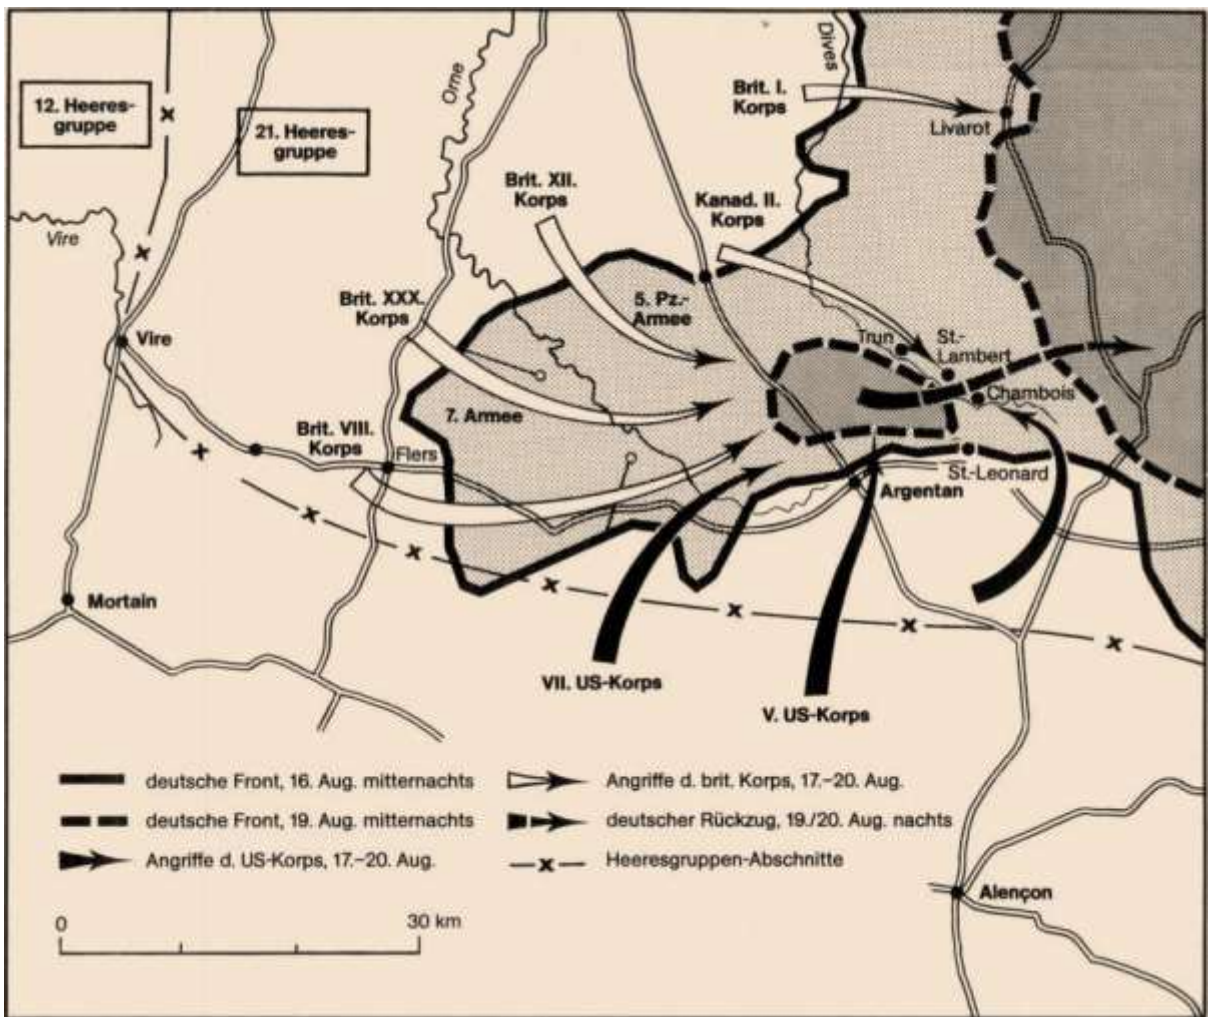 12. Heeres-
gruppe
21. Heeres-
gruppe
Orne
Dives
Brit. I.
Korps
Livarot
Brit. XII.
Korps
Kanad. II.
Korps
Vire
Brit. XXX.
Korps
5. Pz.-
Armee
Vire
Trun
St.-
Lambert
Chambois
7. Armee
Brit. VIII.
Korps
Flers
St.-Leonard
Argentan
Mortain
VII. US-Korps
V. US-Korps
deutsche Front, 16. Aug. mitternachts
deutsche Front, 19. Aug. mitternachts
Angriffe d. US-Korps, 17.–20. Aug.
Angriffe d. brit. Korps, 17.–20. Aug.
deutscher Rückzug, 19./20. Aug. nachts
Heeresgruppen-Abschnitte
0 30 km
Alençon